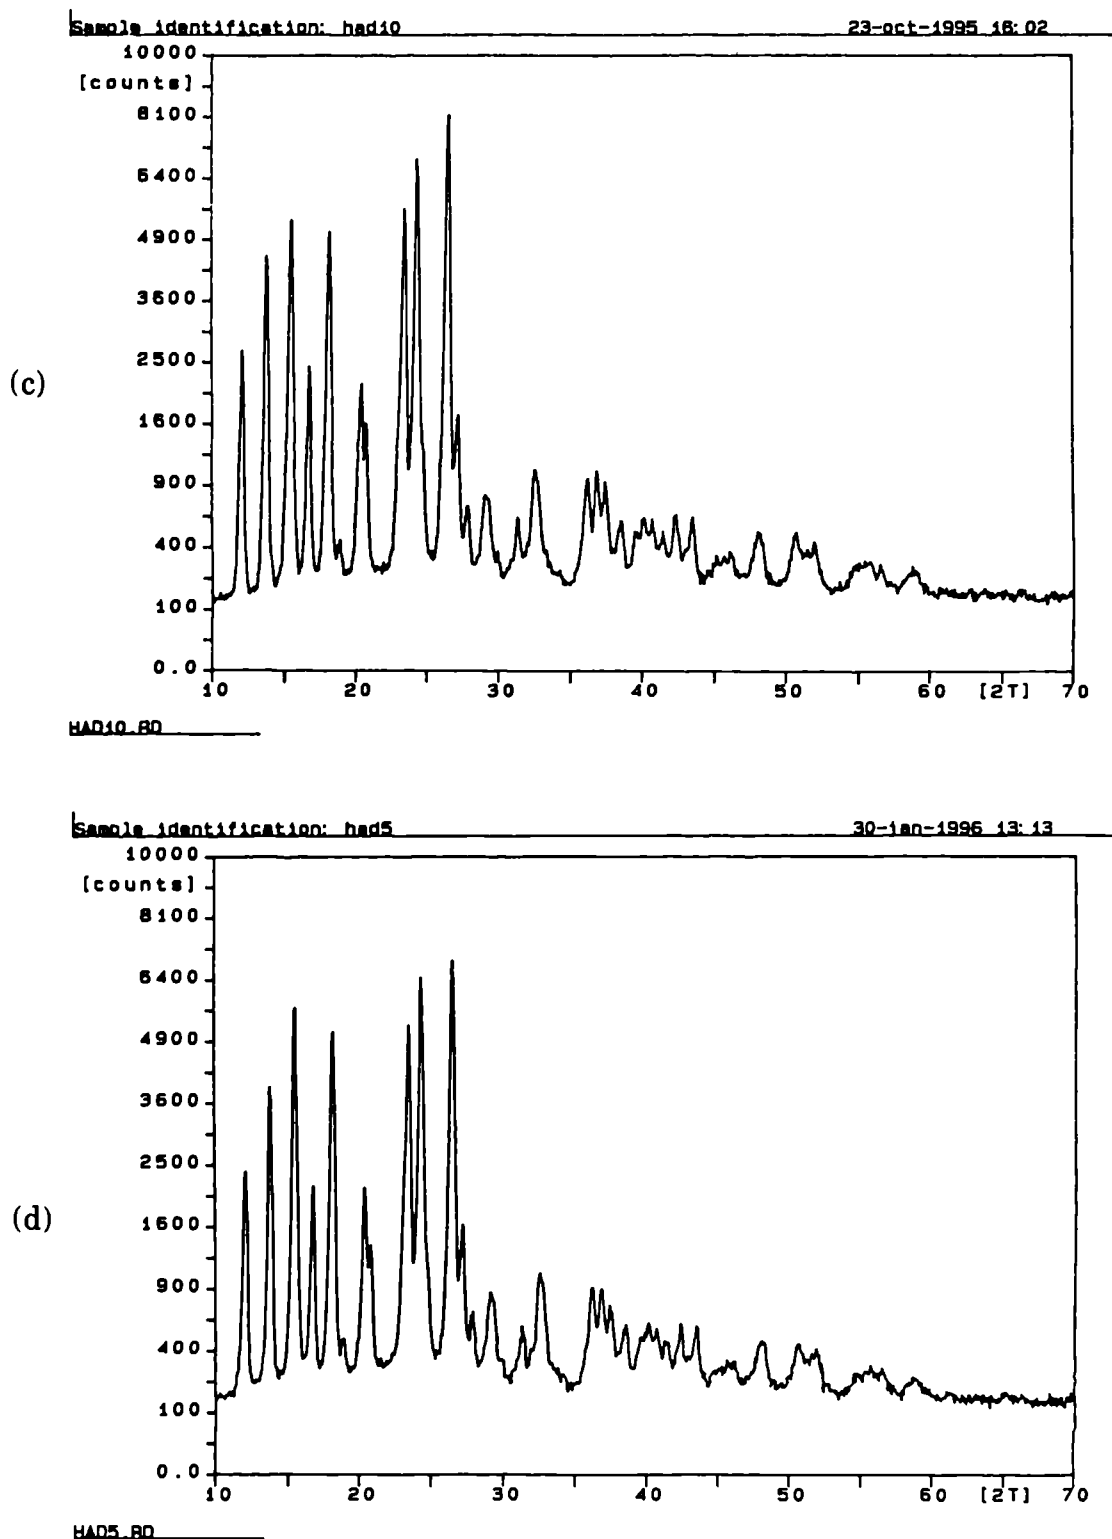 Sample identification: had10 23-oct-1995 16:02
10000
[counts]
8100
6400
4900
3600
(c)
2500
1600
900
400
100
0.0
10 20 30 40 50 60 [2T] 70
HAD10.RD
Sample identification: had5 30-jan-1996 13:13
10000
[counts]
8100
6400
4900
3600
2500
(d)
1600
900
400
100
0.0
10 20 30 40 50 60 [2T] 70
HAD5.RD